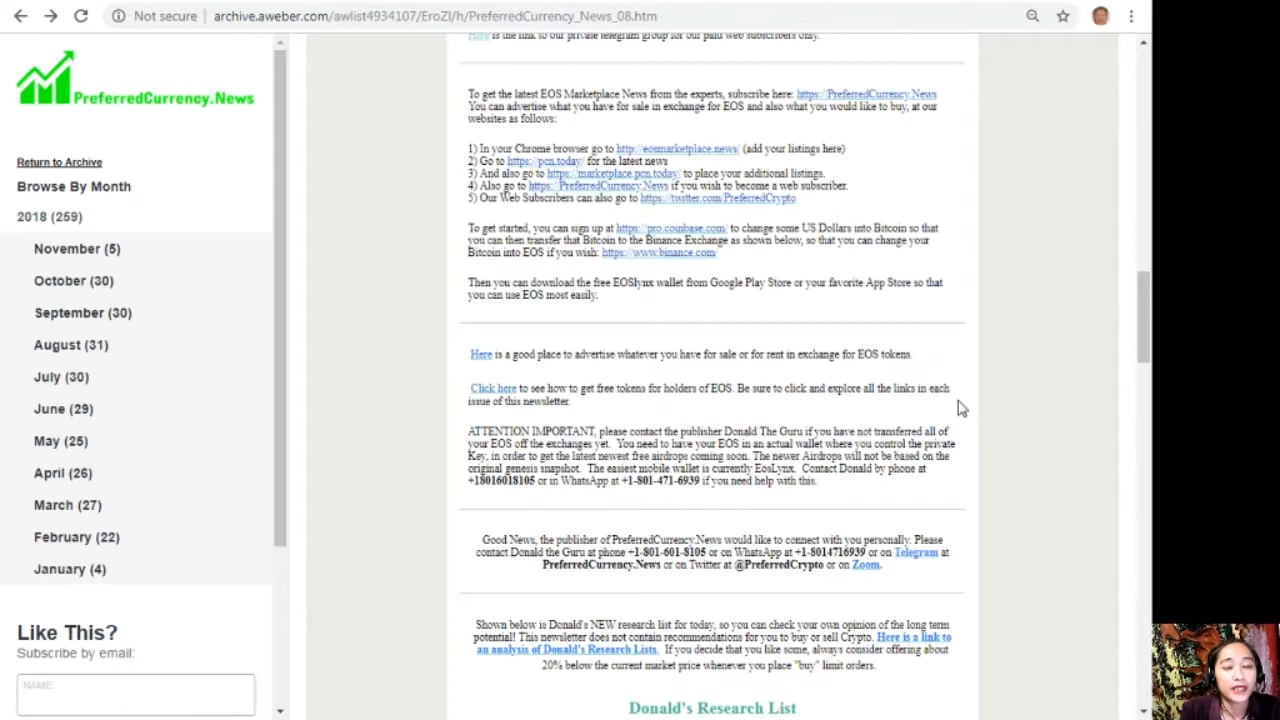 Not secure
archive.aweber.com/awlist4934107/EroZI/h/PreferredCurrency_News_08.htm
PreferredCurrency.News
Return to Archive
Browse By Month
2018 (259)
November (5)
October (30)
September (30)
August (31)
July (30)
June (29)
May (25)
April (26)
March (27)
February (22)
January (4)
Like This?
Subscribe by email:
NAME:
Here is the link to our private telegram group for our paid web subscribers only.
To get the latest EOS Marketplace News from the experts, subscribe here: https://PreferredCurrency.News
You can advertise what you have for sale in exchange for EOS and also what you would like to buy, at our
websites as follows:
1) In your Chrome browser go to http://eosmarketplace.news/ (add your listings here)
2) Go to https://pcn.today/ for the latest news
3) And also go to https://marketplace.pcn.today/ to place your additional listings.
4) Also go to https://PreferredCurrency.News if you wish to become a web subscriber.
5) Our Web Subscribers can also go to https://twitter.com/PreferredCrypto
To get started, you can sign up at https://pro.coinbase.com/ to change some US Dollars into Bitcoin so that
you can then transfer that Bitcoin to the Binance Exchange as shown below, so that you can change your
Bitcoin into EOS if you wish: https://www.binance.com/
Then you can download the free EOSlynx wallet from Google Play Store or your favorite App Store so that
you can use EOS most easily.
Here is a good place to advertise whatever you have for sale or for rent in exchange for EOS tokens.
Click here to see how to get free tokens for holders of EOS. Be sure to click and explore all the links in each
issue of this newsletter.
ATTENTION IMPORTANT, please contact the publisher Donald The Guru if you have not transferred all of
your EOS off the exchanges yet. You need to have your EOS in an actual wallet where you control the private
Key, in order to get the latest newest free airdrops coming soon. The newer Airdrops will not be based on the
original genesis snapshot. The easiest mobile wallet is currently EosLynx. Contact Donald by phone at
+18016018105 or in WhatsApp at +1-801-471-6939 if you need help with this.
Good News, the publisher of PreferredCurrency.News would like to connect with you personally. Please
contact Donald the Guru at phone +1-801-601-8105 or on WhatsApp at +1-8014716939 or on Telegram at
PreferredCurrency.News or on Twitter at @PreferredCrypto or on Zoom.
Shown below is Donald's NEW research list for today, so you can check your own opinion of the long term
potential! This newsletter does not contain recommendations for you to buy or sell Crypto. Here is a link to
an analysis of Donald's Research Lists. If you decide that you like some, always consider offering about
20% below the current market price whenever you place "buy" limit orders.
Donald's Research List